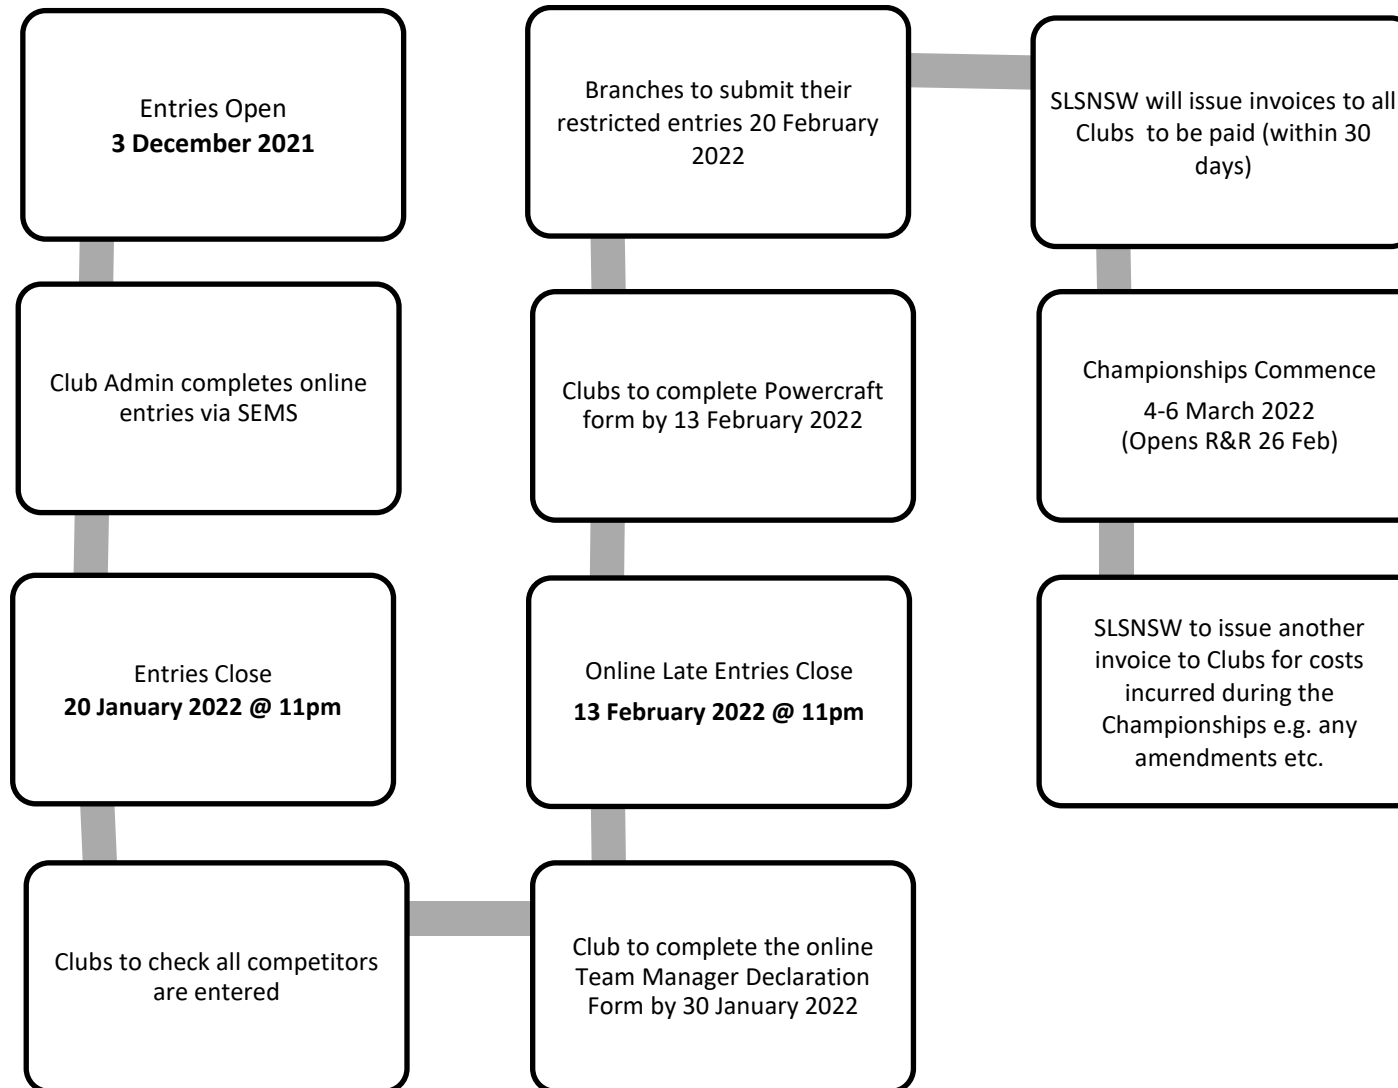 Entries Open
3 December 2021
Club Admin completes online
entries via SEMS
Entries Close
20 January 2022 @ 11pm
Clubs to check all competitors
are entered
Club to complete the online
Team Manager Declaration
Form by 30 January 2022
Online Late Entries Close
13 February 2022 @ 11pm
Clubs to complete Powercraft
form by 13 February 2022
Branches to submit their
restricted entries 20 February
2022
SLSNSW will issue invoices to all
Clubs  to be paid (within 30
days)
Championships Commence
4-6 March 2022
(Opens R&R 26 Feb)
SLSNSW to issue another
invoice to Clubs for costs
incurred during the
Championships e.g. any
amendments etc.